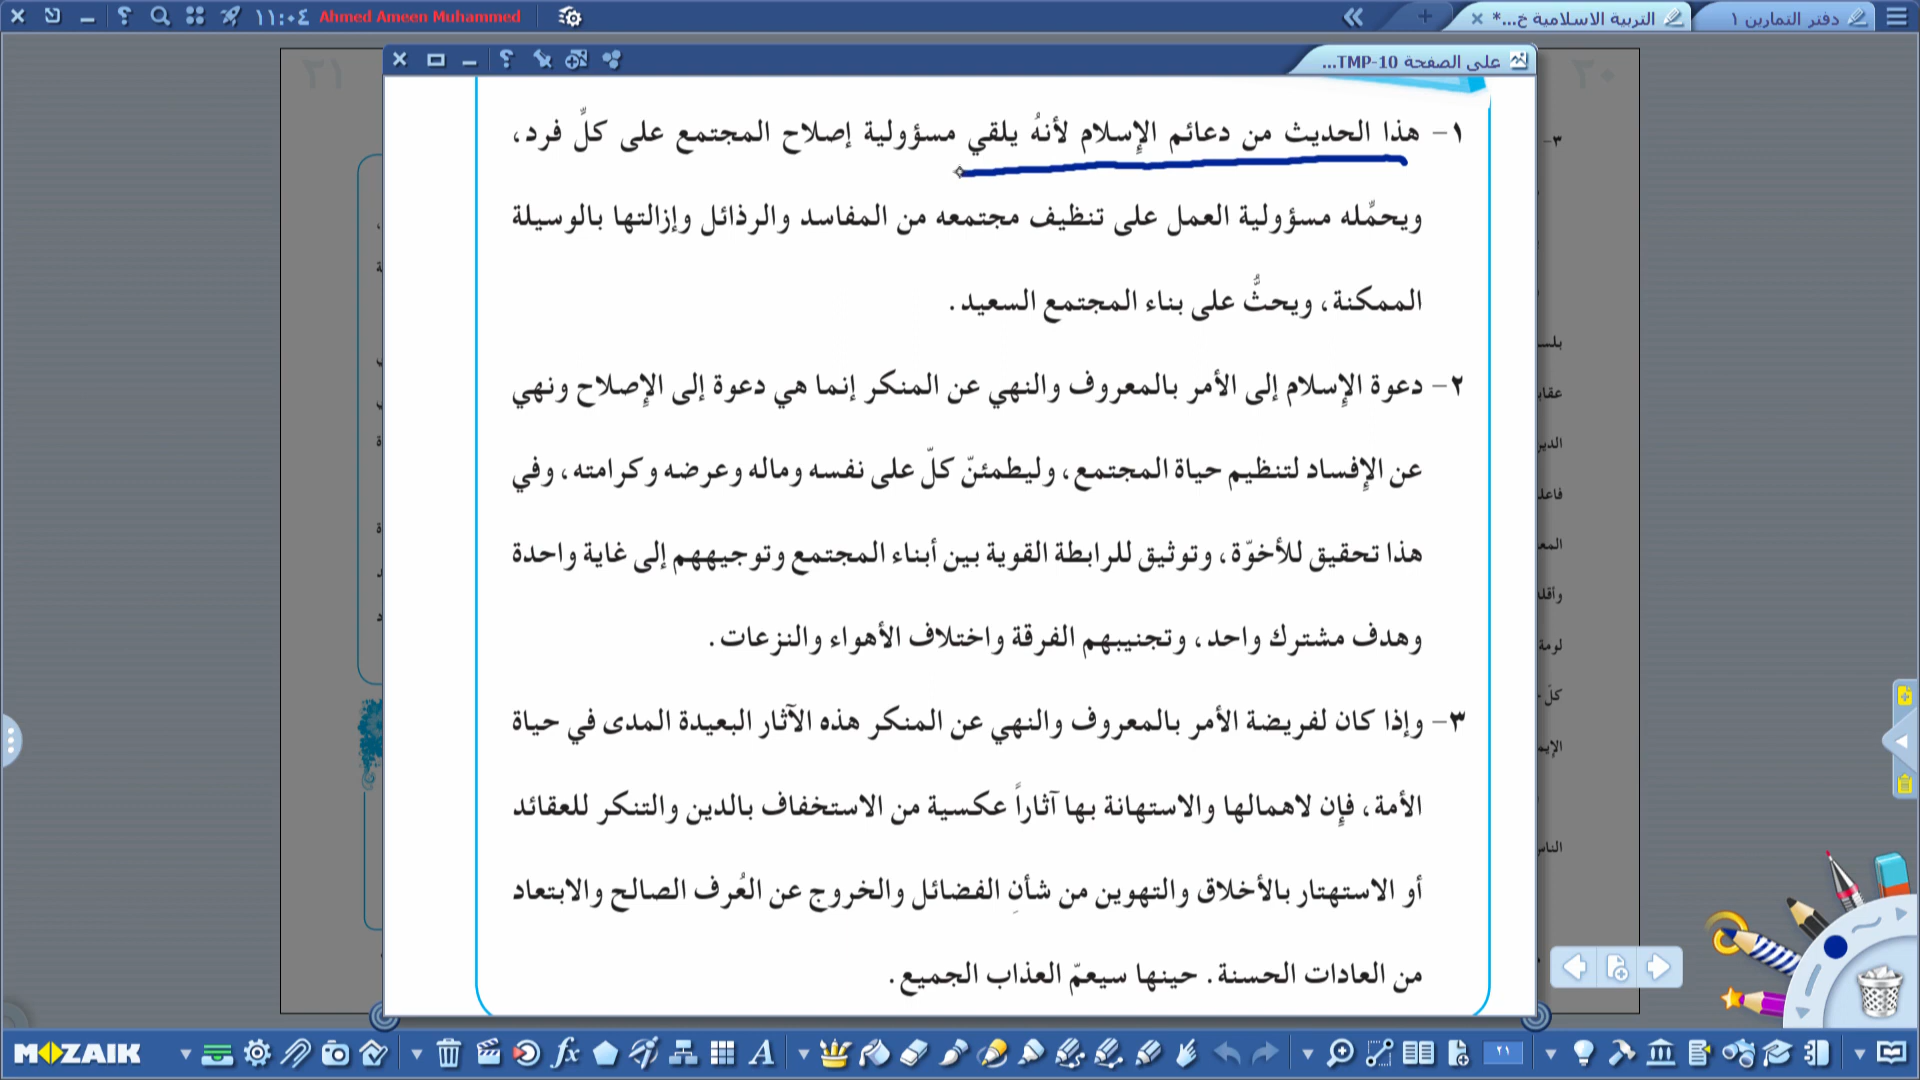 دفتر التمارين ١
التربية الاسلامية خ...*
Ahmed Ameen Muhammed
١١:٠٤
على الصفحة TMP-10...
٢٠
٢١
١- هذا الحديث من دعائم الإسلام لأنهُ يلقي مسؤولية إصلاح المجتمع على كلِّ فرد،
ويحمِّله مسؤولية العمل على تنظيف مجتمعه من المفاسد والرذائل وإزالتها بالوسيلة
الممكنة، ويحثُّ على بناء المجتمع السعيد.
٢- دعوة الإسلام إلى الأمر بالمعروف والنهي عن المنكر إنما هي دعوة إلى الإصلاح ونهي
عن الإفساد لتنظيم حياة المجتمع، وليطمئنّ كلّ على نفسه وماله وعرضه وكرامته، وفي
هذا تحقيق للأخوّة، وتوثيق للرابطة القوية بين أبناء المجتمع وتوجيههم إلى غاية واحدة
وهدف مشترك واحد، وتجنيبهم الفرقة واختلاف الأهواء والنزعات.
٣- وإذا كان لفريضة الأمر بالمعروف والنهي عن المنكر هذه الآثار البعيدة المدى في حياة
الأمة، فإن لاهمالها والاستهانة بها آثاراً عكسية من الاستخفاف بالدين والتنكر للعقائد
أو الاستهتار بالأخلاق والتهوين من شأنِ الفضائل والخروج عن العُرف الصالح والابتعاد
من العادات الحسنة. حينها سيعمّ العذاب الجميع.
٣-
لومة
الناس
MOZAIK
٢١